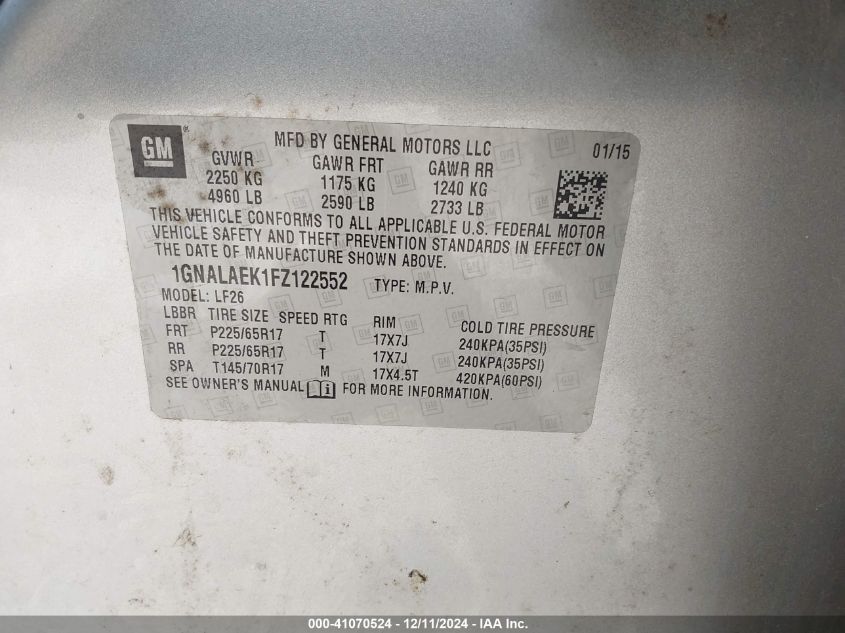 GM
MFD BY GENERAL MOTORS LLC 01/15
GVWR GAWR FRT GAWR RR
2250 KG 1175 KG 1240 KG
4960 LB 2590 LB 2733 LB
THIS VEHICLE CONFORMS TO ALL APPLICABLE U.S. FEDERAL MOTOR
VEHICLE SAFETY AND THEFT PREVENTION STANDARDS IN EFFECT ON
THE DATE OF MANUFACTURE SHOWN ABOVE.
1GNALAEK1FZ122552 TYPE: M.P.V.
MODEL: LF26
LBBR TIRE SIZE SPEED RTG RIM COLD TIRE PRESSURE
FRT P225/65R17 T 17X7J 240KPA(35PSI)
RR P225/65R17 T 17X7J 240KPA(35PSI)
SPA T145/70R17 M 17X4.5T 420KPA(60PSI)
SEE OWNER'S MANUAL FOR MORE INFORMATION.
000-41070524 - 12/11/2024 - IAA Inc.